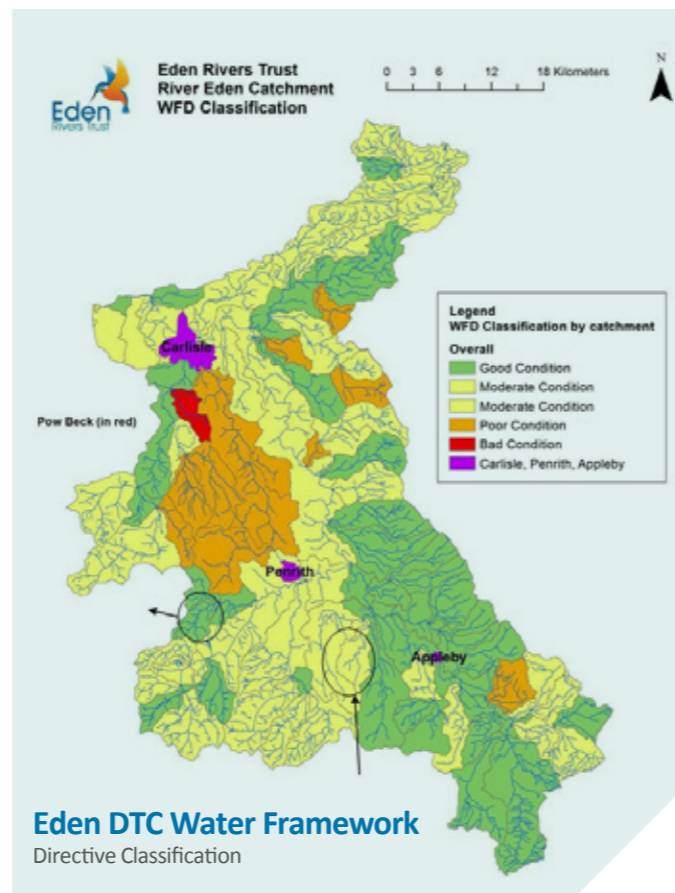 Eden
Rivers Trust
Eden Rivers Trust
River Eden Catchment
WFD Classification
0 3 6 12 18 Kilometers
N
Legend
WFD Classification by catchment
Overall
Good Condition
Moderate Condition
Moderate Condition
Poor Condition
Bad Condition
Carlisle, Penrith, Appleby
Carlisle
Pow Beck (in red)
Penrith
Appleby
Eden DTC Water Framework
Directive Classification